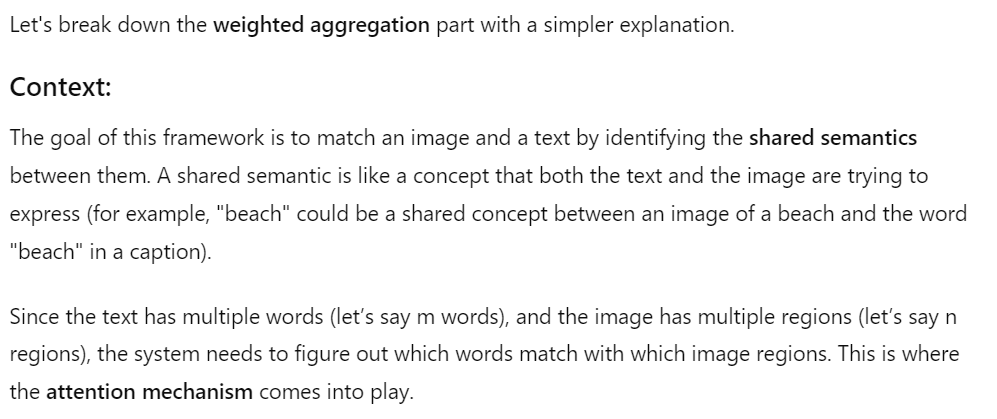 Let's break down the weighted aggregation part with a simpler explanation.
Context:
The goal of this framework is to match an image and a text by identifying the shared semantics
between them. A shared semantic is like a concept that both the text and the image are trying to
express (for example, "beach" could be a shared concept between an image of a beach and the word
"beach" in a caption).
Since the text has multiple words (let’s say m words), and the image has multiple regions (let’s say n
regions), the system needs to figure out which words match with which image regions. This is where
the attention mechanism comes into play.